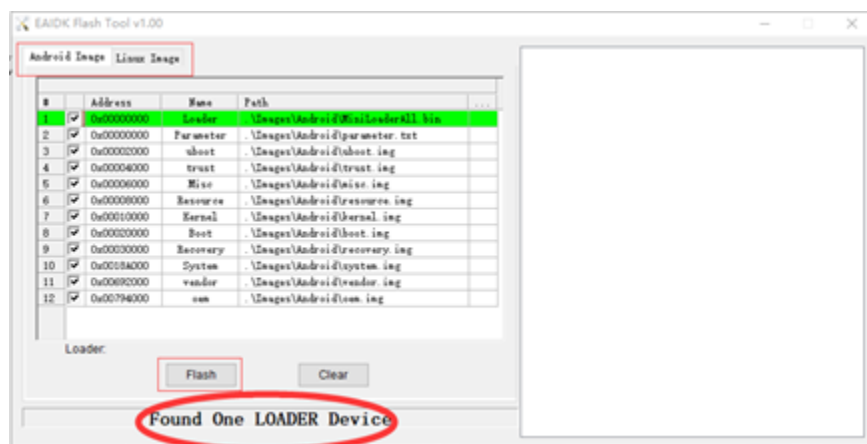 EAIDK Flash Tool v1.00
Android Image Linux Image
# Address Name Path ...
1 0x00000000 Loader .\Images\Android\MiniLoaderAll.bin
2 0x00000000 Parameter .\Images\Android\parameter.txt
3 0x00002000 uboot .\Images\Android\uboot.img
4 0x00004000 trust .\Images\Android\trust.img
5 0x00006000 Misc .\Images\Android\misc.img
6 0x00008000 Resource .\Images\Android\resource.img
7 0x00010000 Kernel .\Images\Android\kernel.img
8 0x00020000 Boot .\Images\Android\boot.img
9 0x00030000 Recovery .\Images\Android\recovery.img
10 0x0018A000 System .\Images\Android\system.img
11 0x00692000 vendor .\Images\Android\vendor.img
12 0x00794000 oem .\Images\Android\oem.img
Loader:
Flash Clear
Found One LOADER Device